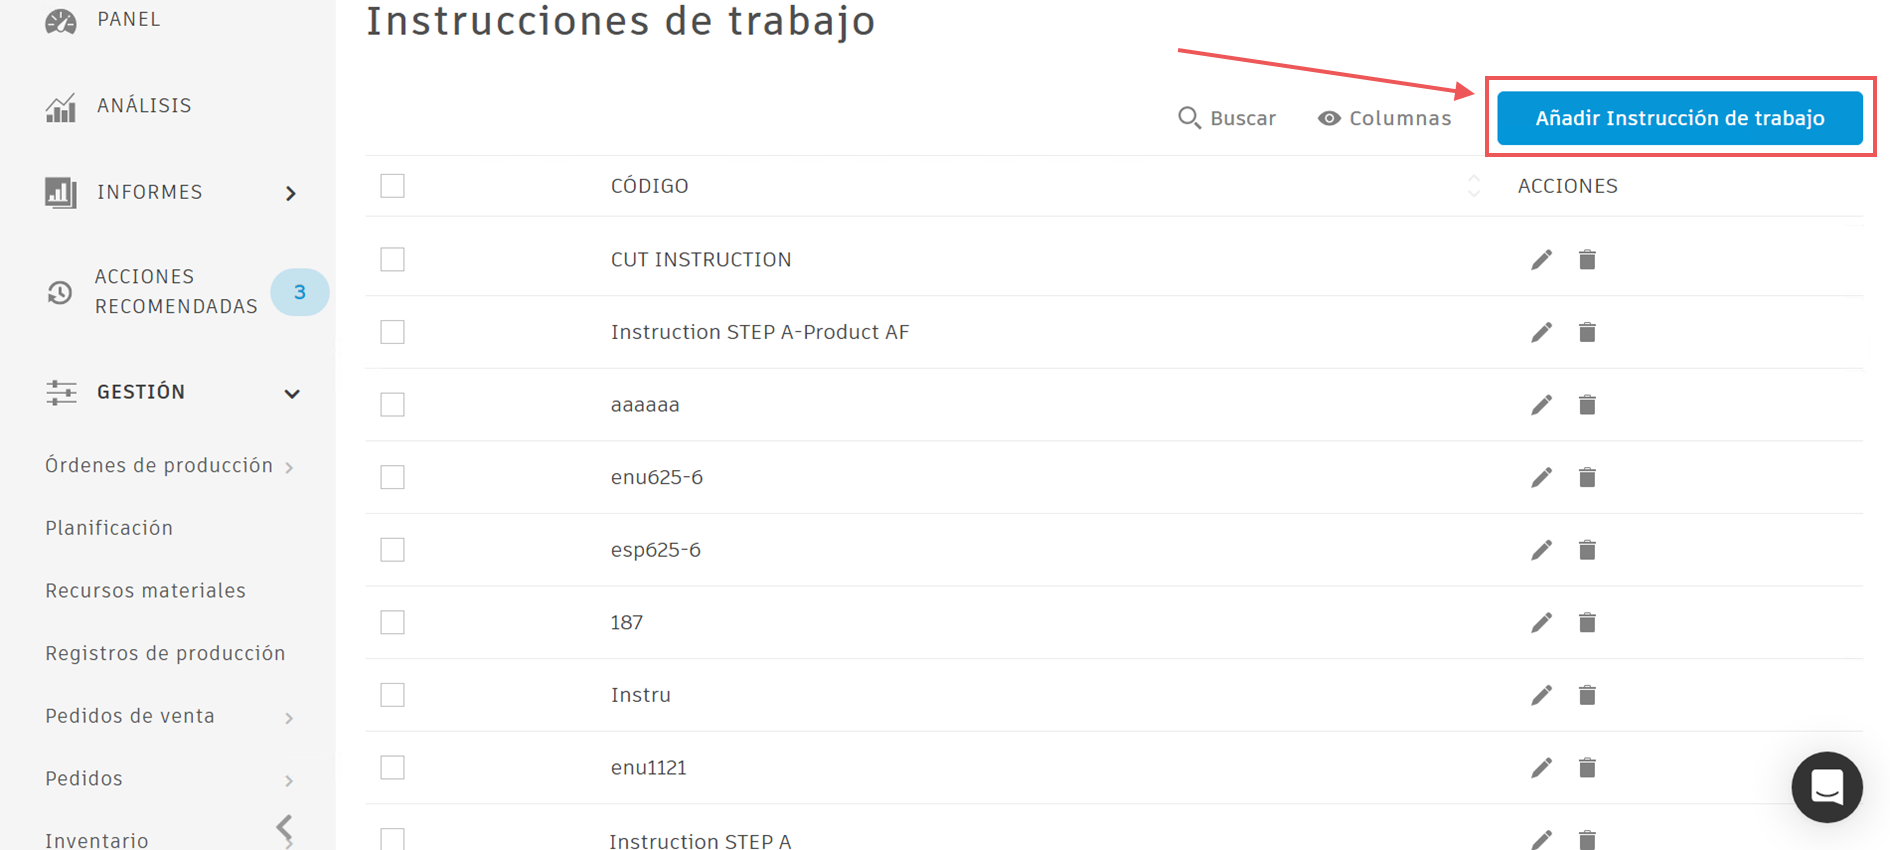 PANEL
ANÁLISIS
INFORMES
ACCIONES
RECOMENDADAS
3
GESTIÓN
Órdenes de producción
Planificación
Recursos materiales
Registros de producción
Pedidos de venta
Pedidos
Inventario
Instrucciones de trabajo
Buscar Columnas Añadir Instrucción de trabajo
CÓDIGO ACCIONES
CUT INSTRUCTION
Instruction STEP A-Product AF
aaaaaa
enu625-6
esp625-6
187
Instru
enu1121
Instruction STEP A